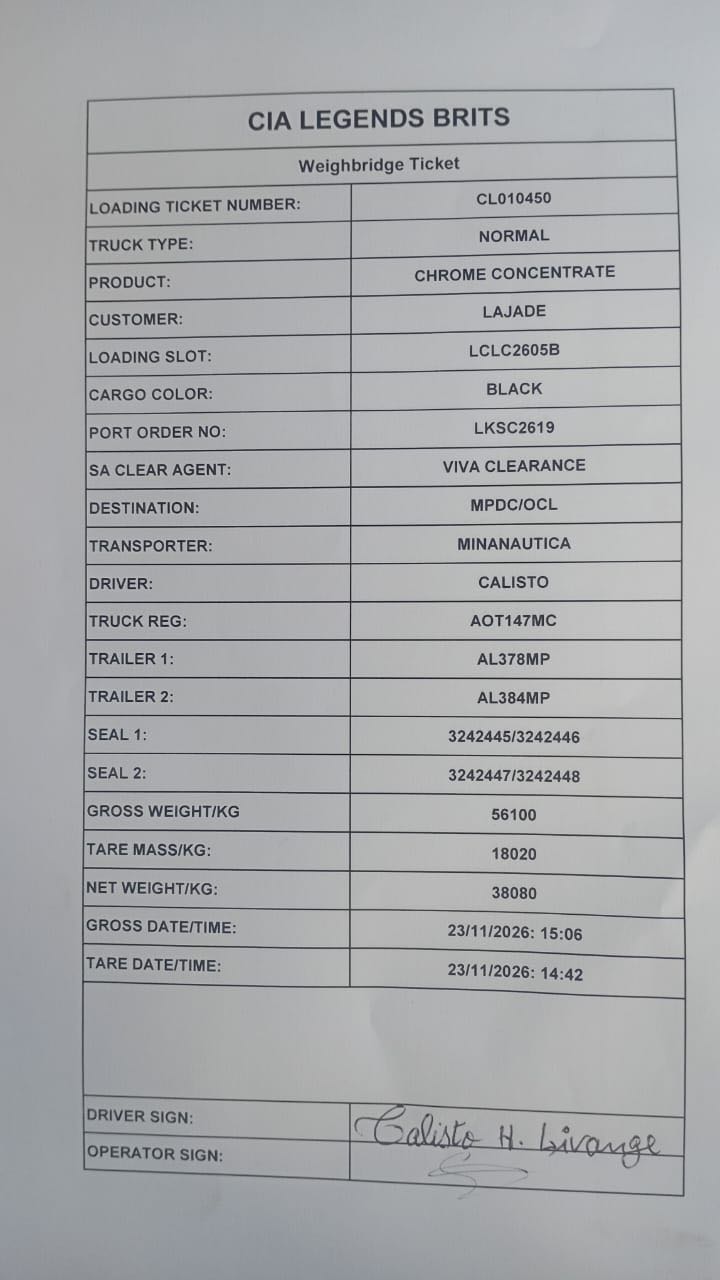 CIA LEGENDS BRITS
Weighbridge Ticket
LOADING TICKET NUMBER: CL010450
TRUCK TYPE: NORMAL
PRODUCT: CHROME CONCENTRATE
CUSTOMER: LAJADE
LOADING SLOT: LCLC2605B
CARGO COLOR: BLACK
PORT ORDER NO: LKSC2619
SA CLEAR AGENT: VIVA CLEARANCE
DESTINATION: MPDC/OCL
TRANSPORTER: MINANAUTICA
DRIVER: CALISTO
TRUCK REG: AOT147MC
TRAILER 1: AL378MP
TRAILER 2: AL384MP
SEAL 1: 3242445/3242446
SEAL 2: 3242447/3242448
GROSS WEIGHT/KG 56100
TARE MASS/KG: 18020
NET WEIGHT/KG: 38080
GROSS DATE/TIME: 23/11/2026: 15:06
TARE DATE/TIME: 23/11/2026: 14:42
DRIVER SIGN: Calisto H. Livange
OPERATOR SIGN: